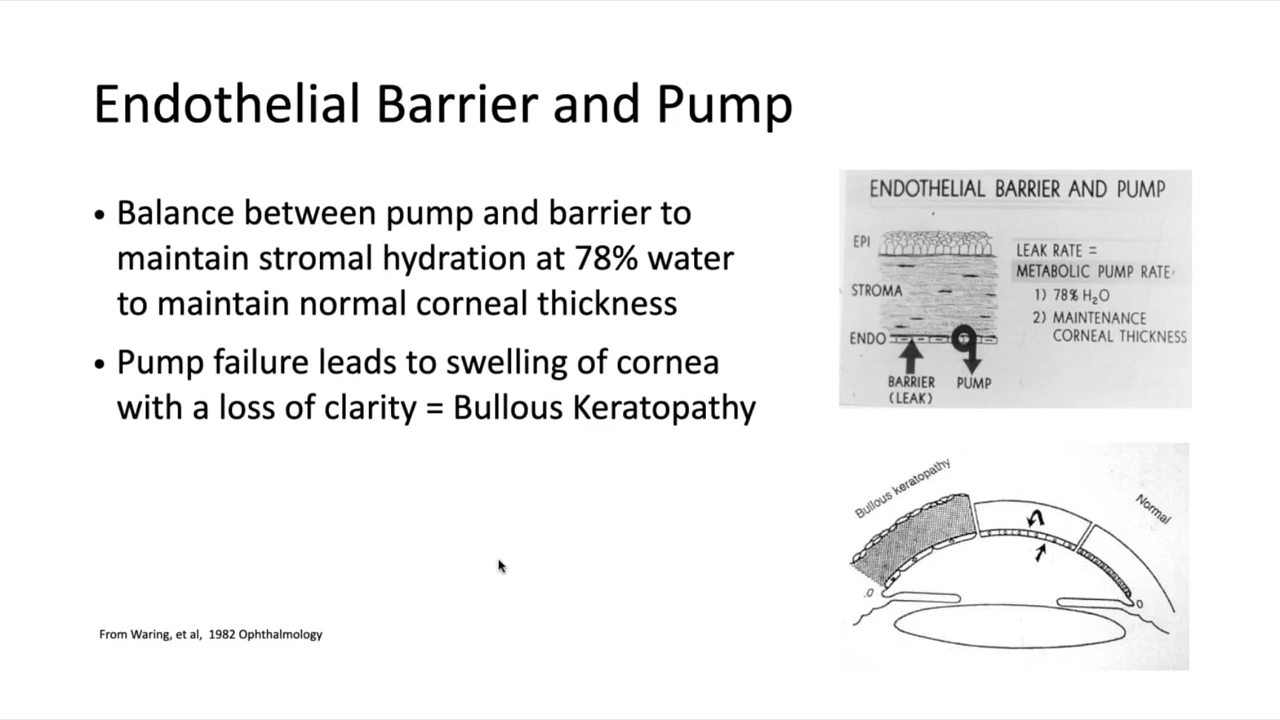 Endothelial Barrier and Pump
• Balance between pump and barrier to
maintain stromal hydration at 78% water
to maintain normal corneal thickness
• Pump failure leads to swelling of cornea
with a loss of clarity = Bullous Keratopathy
From Waring, et al, 1982 Ophthalmology
ENDOTHELIAL BARRIER AND PUMP
EPI
STROMA
ENDO
BARRIER
(LEAK)
PUMP
LEAK RATE =
METABOLIC PUMP RATE
1) 78% H₂O
2) MAINTENANCE
CORNEAL THICKNESS
Bullous keratopathy
Normal